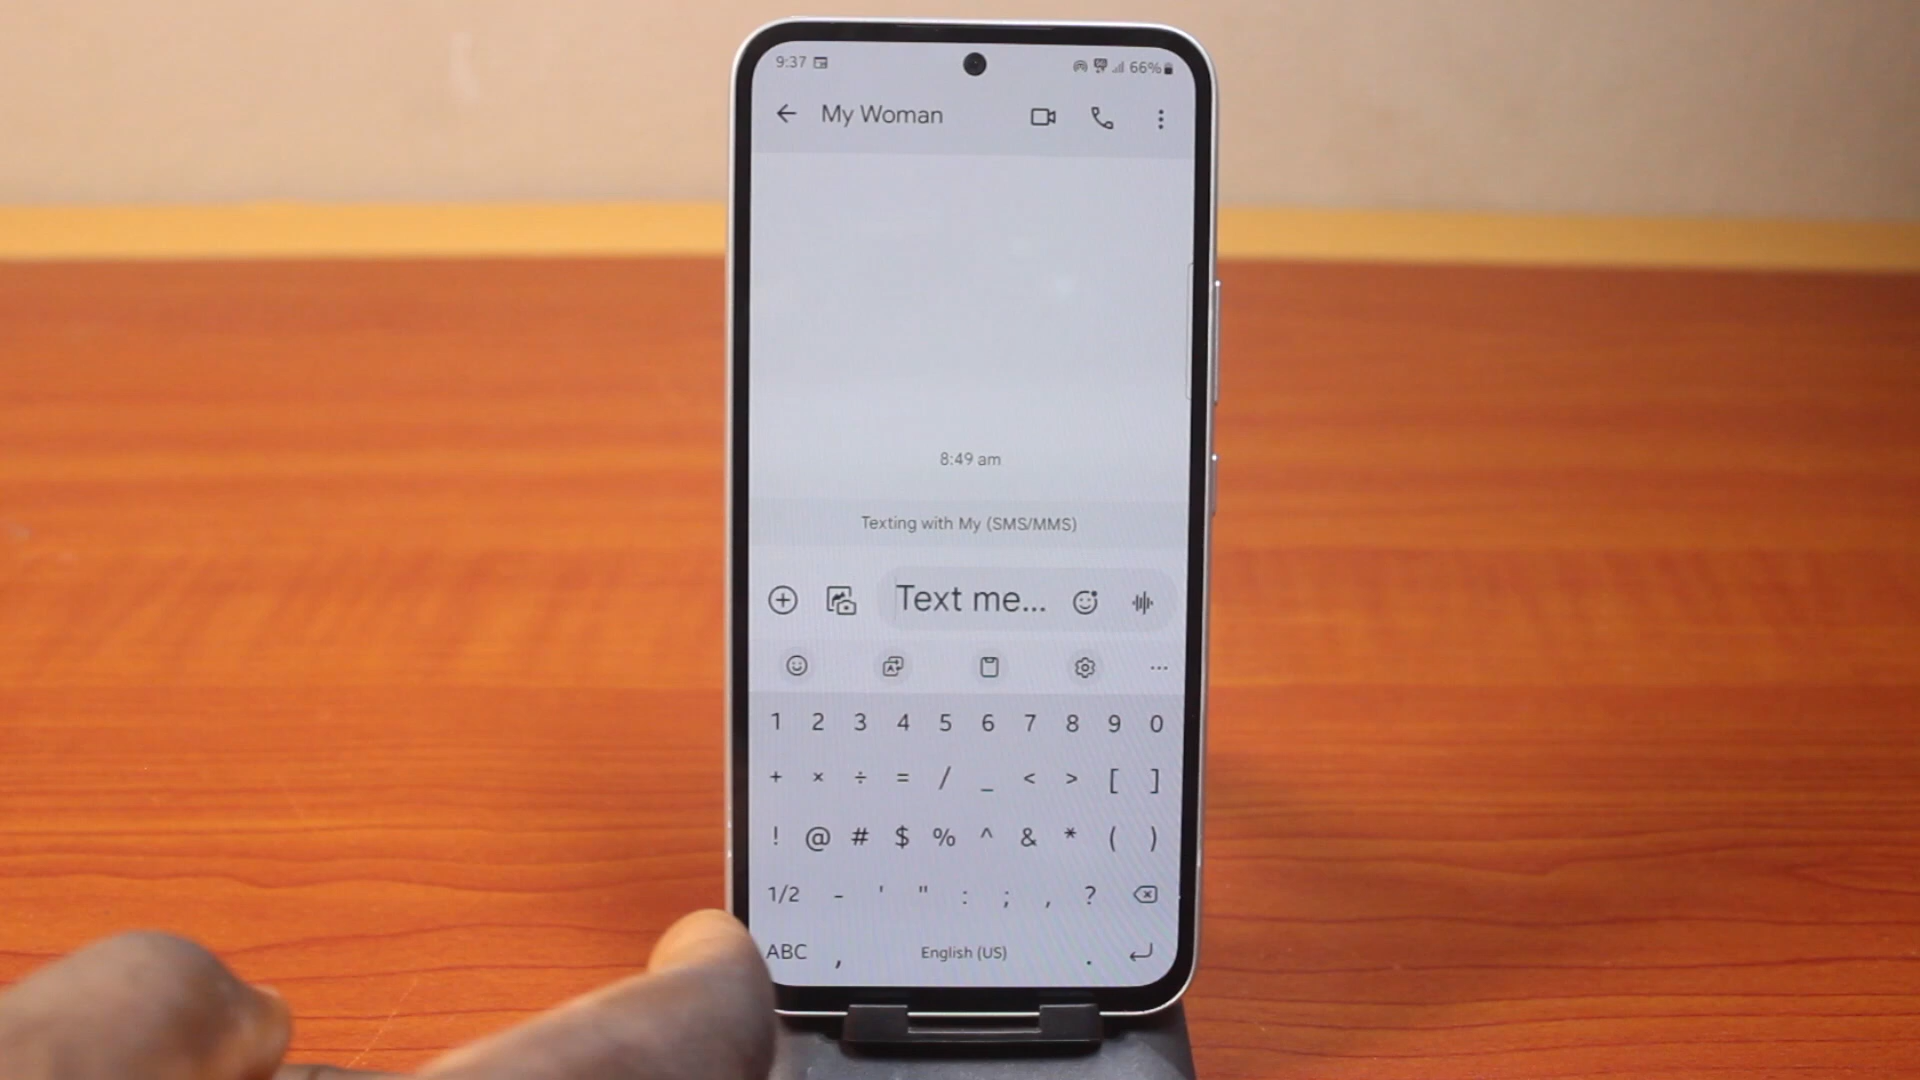 9:37 66%
My Woman
8:49 am
Texting with My (SMS/MMS)
Text me...
1 2 3 4 5 6 7 8 9 0
+ × ÷ = / _ < > [ ]
! @ # $ % ^ & * ( )
1/2 - ' " : ; , ?
ABC , English (US) .